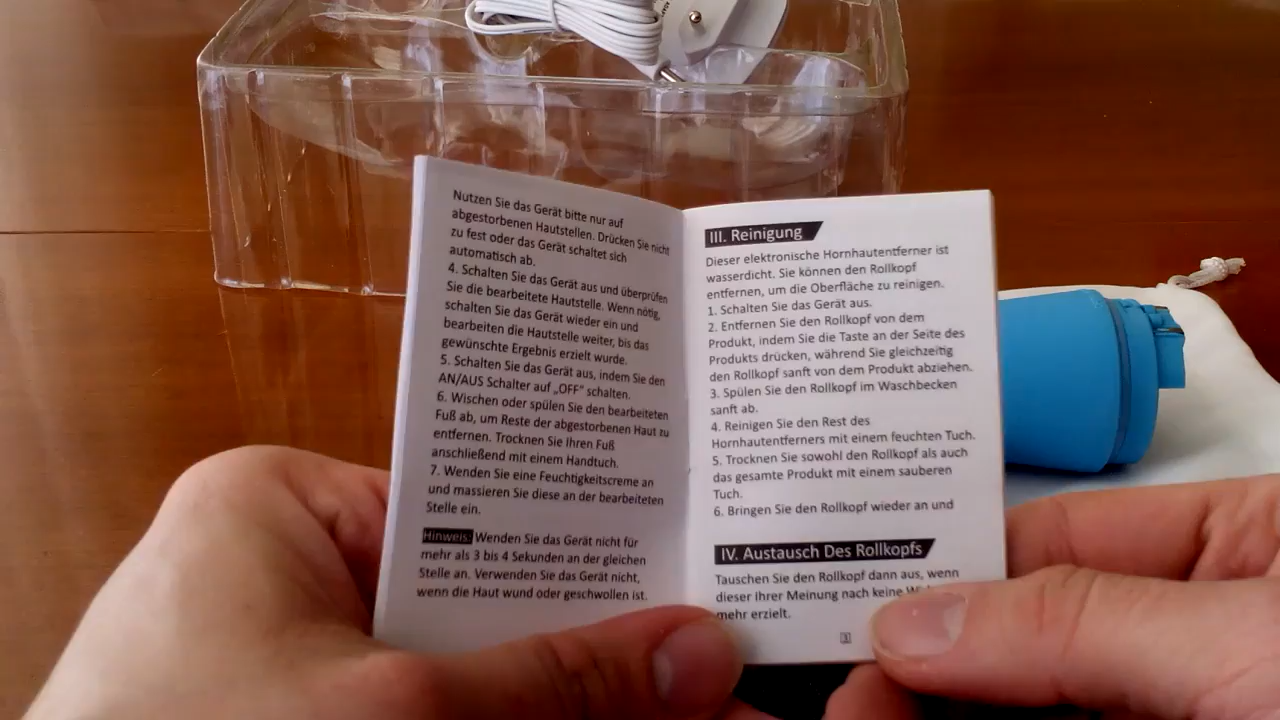 Nutzen Sie das Gerät bitte nur auf
abgestorbenen Hautstellen. Drücken Sie nicht
zu fest oder das Gerät schaltet sich
automatisch ab.
4. Schalten Sie das Gerät aus und überprüfen
Sie die bearbeitete Hautstelle. Wenn nötig,
schalten Sie das Gerät wieder ein und
bearbeiten die Hautstelle weiter, bis das
gewünschte Ergebnis erzielt wurde.
5. Schalten Sie das Gerät aus, indem Sie den
AN/AUS Schalter auf „OFF“ schalten.
6. Wischen oder spülen Sie den bearbeiteten
Fuß ab, um Reste der abgestorbenen Haut zu
entfernen. Trocknen Sie Ihren Fuß
anschließend mit einem Handtuch.
7. Wenden Sie eine Feuchtigkeitscreme an
und massieren Sie diese an der bearbeiteten
Stelle ein.
Hinweis: Wenden Sie das Gerät nicht für
mehr als 3 bis 4 Sekunden an der gleichen
Stelle an. Verwenden Sie das Gerät nicht,
wenn die Haut wund oder geschwollen ist.
III. Reinigung
Dieser elektronische Hornhautentferner ist
wasserdicht. Sie können den Rollkopf
entfernen, um die Oberfläche zu reinigen.
1. Schalten Sie das Gerät aus.
2. Entfernen Sie den Rollkopf von dem
Produkt, indem Sie die Taste an der Seite des
Produkts drücken, während Sie gleichzeitig
den Rollkopf sanft von dem Produkt abziehen.
3. Spülen Sie den Rollkopf im Waschbecken
sanft ab.
4. Reinigen Sie den Rest des
Hornhautentferners mit einem feuchten Tuch.
5. Trocknen Sie sowohl den Rollkopf als auch
das gesamte Produkt mit einem sauberen
Tuch.
6. Bringen Sie den Rollkopf wieder an und
IV. Austausch Des Rollkopfs
Tauschen Sie den Rollkopf dann aus, wenn
dieser Ihrer Meinung nach keine
mehr erzielt.
3